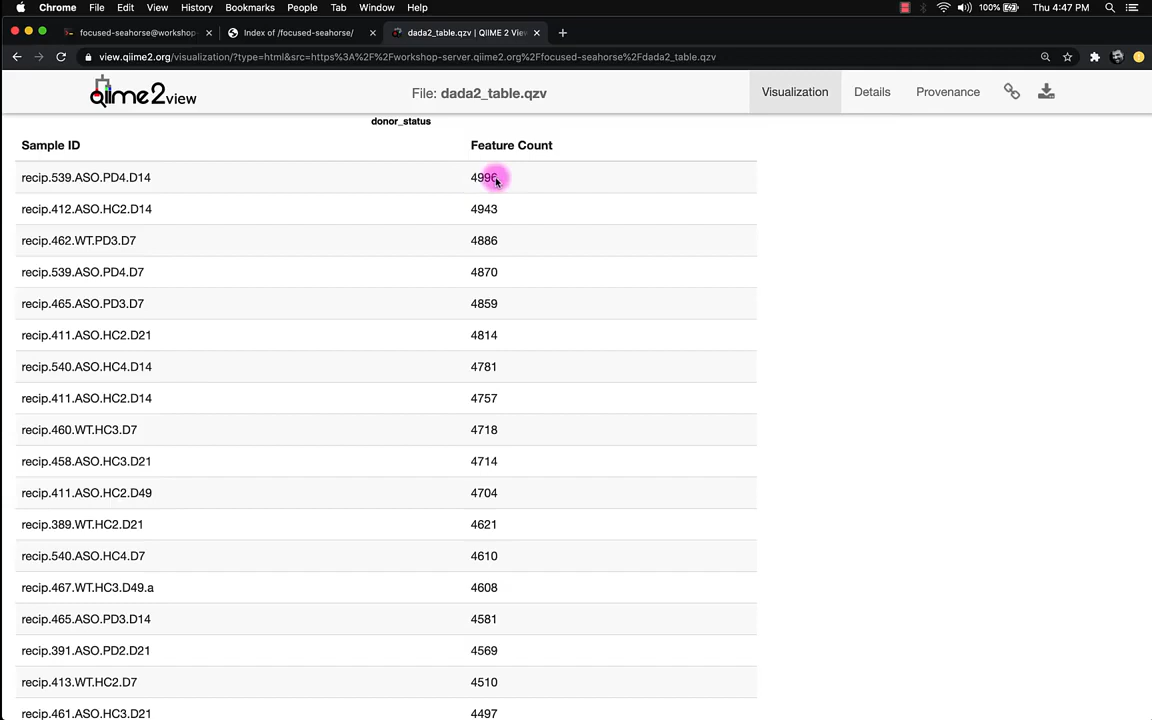 Chrome File Edit View History Bookmarks People Tab Window Help 100% Thu 4:47 PM
focused-seahorse@workshop- Index of /focused-seahorse/ dada2_table.qzv | QIIME 2 Vie
view.qiime2.org/visualization/?type=html&src=https%3A%2F%2Fworkshop-server.qiime2.org%2Ffocused-seahorse%2Fdada2_table.qzv
qiime2view File: dada2_table.qzv Visualization Details Provenance
donor_status
Sample ID Feature Count
recip.539.ASO.PD4.D14 4996
recip.412.ASO.HC2.D14 4943
recip.462.WT.PD3.D7 4886
recip.539.ASO.PD4.D7 4870
recip.465.ASO.PD3.D7 4859
recip.411.ASO.HC2.D21 4814
recip.540.ASO.HC4.D14 4781
recip.411.ASO.HC2.D14 4757
recip.460.WT.HC3.D7 4718
recip.458.ASO.HC3.D21 4714
recip.411.ASO.HC2.D49 4704
recip.389.WT.HC2.D21 4621
recip.540.ASO.HC4.D7 4610
recip.467.WT.HC3.D49.a 4608
recip.465.ASO.PD3.D14 4581
recip.391.ASO.PD2.D21 4569
recip.413.WT.HC2.D7 4510
recip.461.ASO.HC3.D21 4497